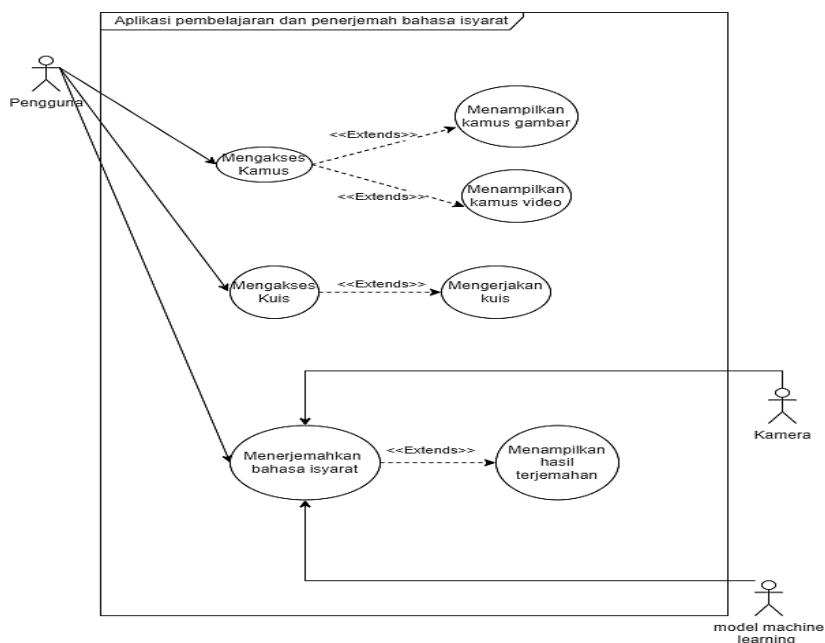 Aplikasi pembelajaran dan penerjemah bahasa isyarat
Pengguna
Menampilkan
kamus gambar
<<Extends>>
Mengakses
Kamus
<<Extends>>
Menampilkan
kamus video
Mengakses
Kuis
<<Extends>>
Mengerjakan
kuis
Kamera
Menerjemahkan
bahasa isyarat
<<Extends>>
Menampilkan
hasil
terjemahan
model machine
learning